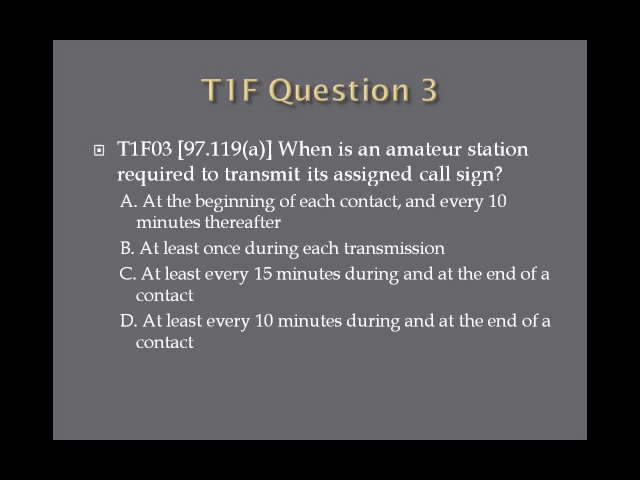 T1F Question 3
T1F03 [97.119(a)] When is an amateur station
required to transmit its assigned call sign?
A. At the beginning of each contact, and every 10
minutes thereafter
B. At least once during each transmission
C. At least every 15 minutes during and at the end of a
contact
D. At least every 10 minutes during and at the end of a
contact